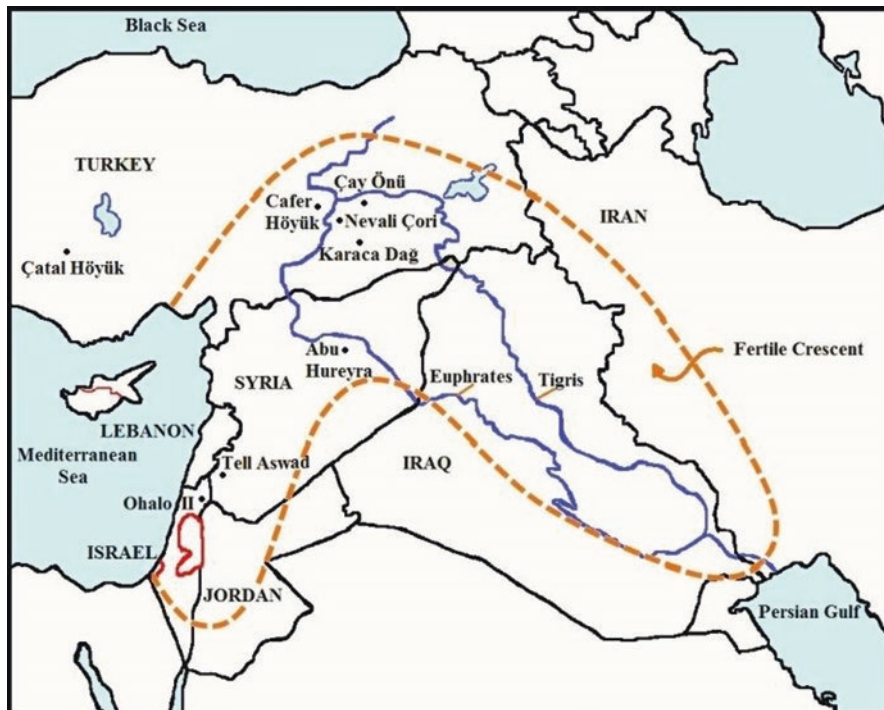 Black Sea
TURKEY
Çay Önü
Cafer
Höyük
Nevali Çori
Karaca Dağ
Çatal Höyük
IRAN
Fertile Crescent
Abu
Hureyra
SYRIA
Euphrates
Tigris
LEBANON
Mediterranean
Sea
Tell Aswad
IRAQ
Ohalo II
ISRAEL
JORDAN
Persian Gulf